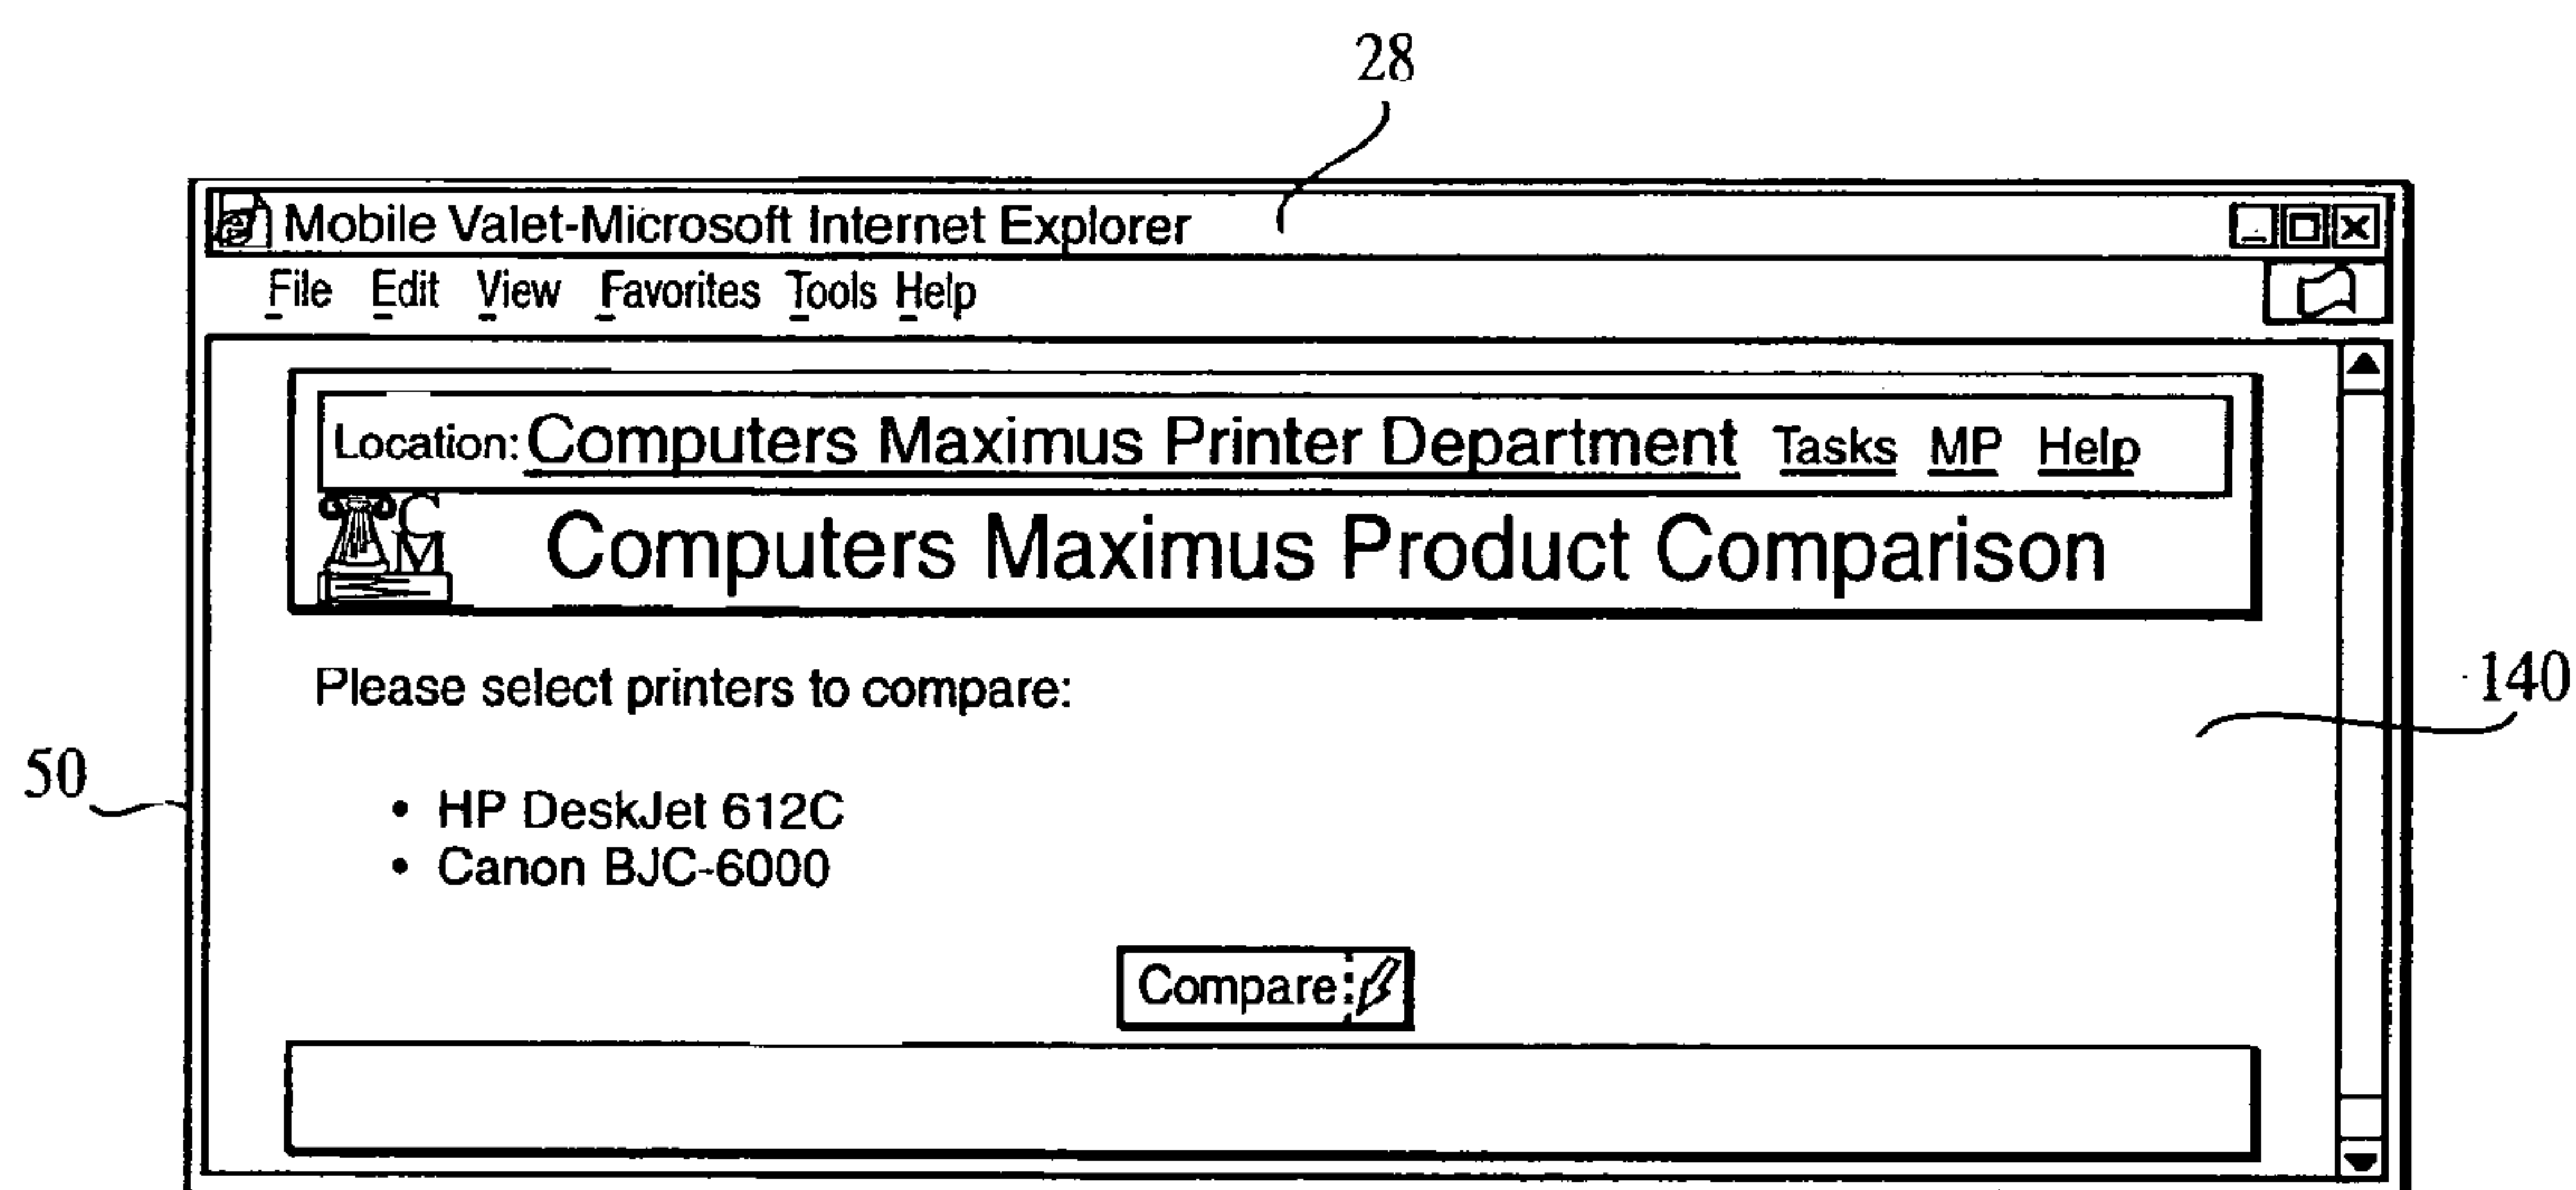 28
Mobile Valet-Microsoft Internet Explorer
File Edit View Favorites Tools Help
Location: Computers Maximus Printer Department Tasks MP Help
CM
Computers Maximus Product Comparison
Please select printers to compare:
140
50
• HP DeskJet 612C
• Canon BJC-6000
Compare